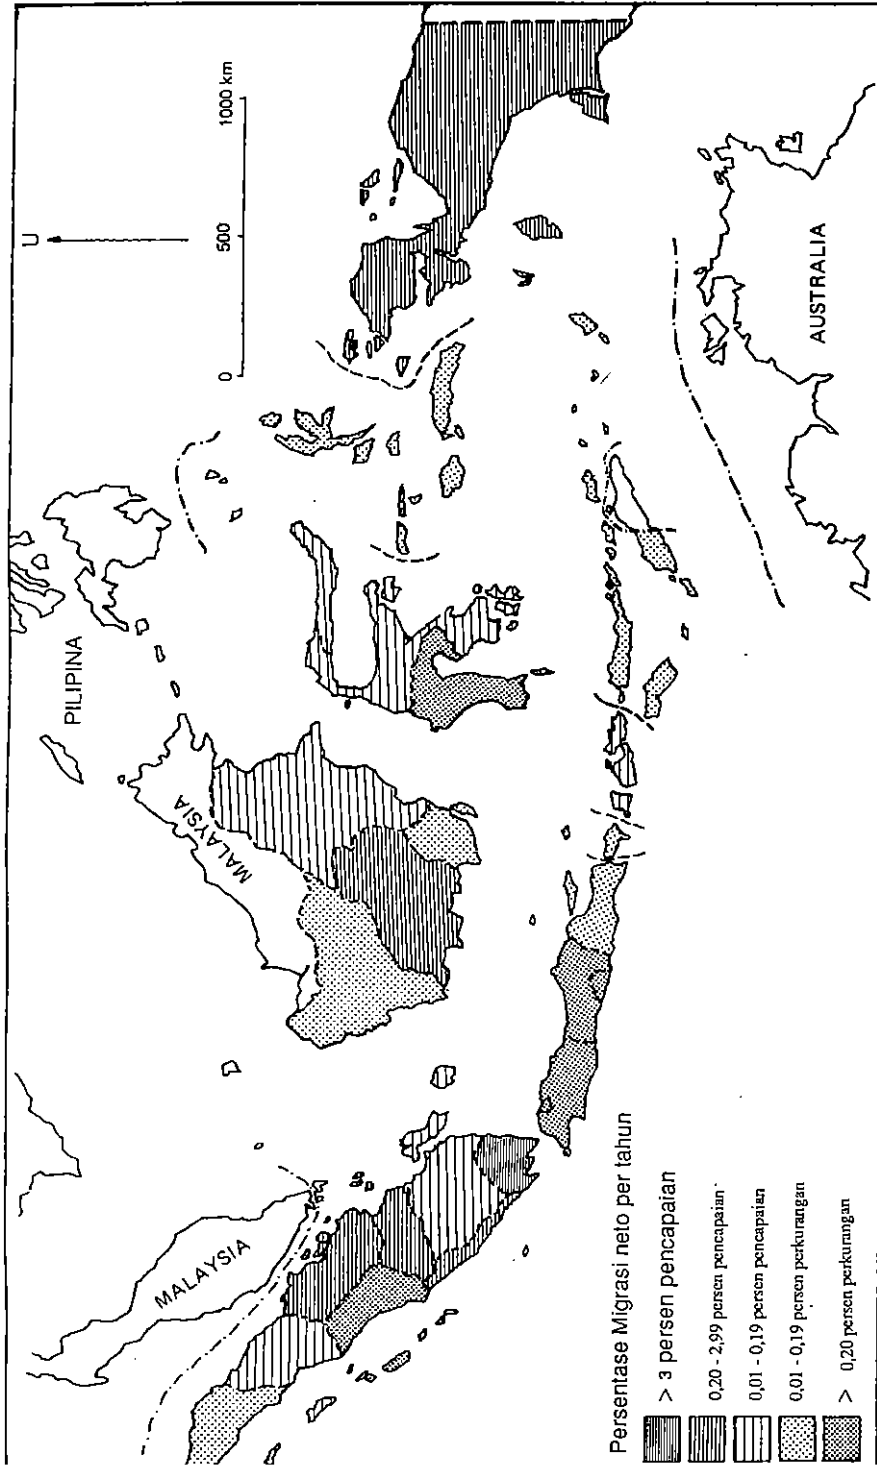 U
0 500 1000 km
PILIPINA
MALAYSIA
MALAYSIA
AUSTRALIA
Persentase Migrasi neto per tahun
> 3 persen pencapaian
0,20 - 2,99 persen pencapaian
0,01 - 0,19 persen pencapaian
0,01 - 0,19 persen perkurangan
> 0,20 persen perkurangan